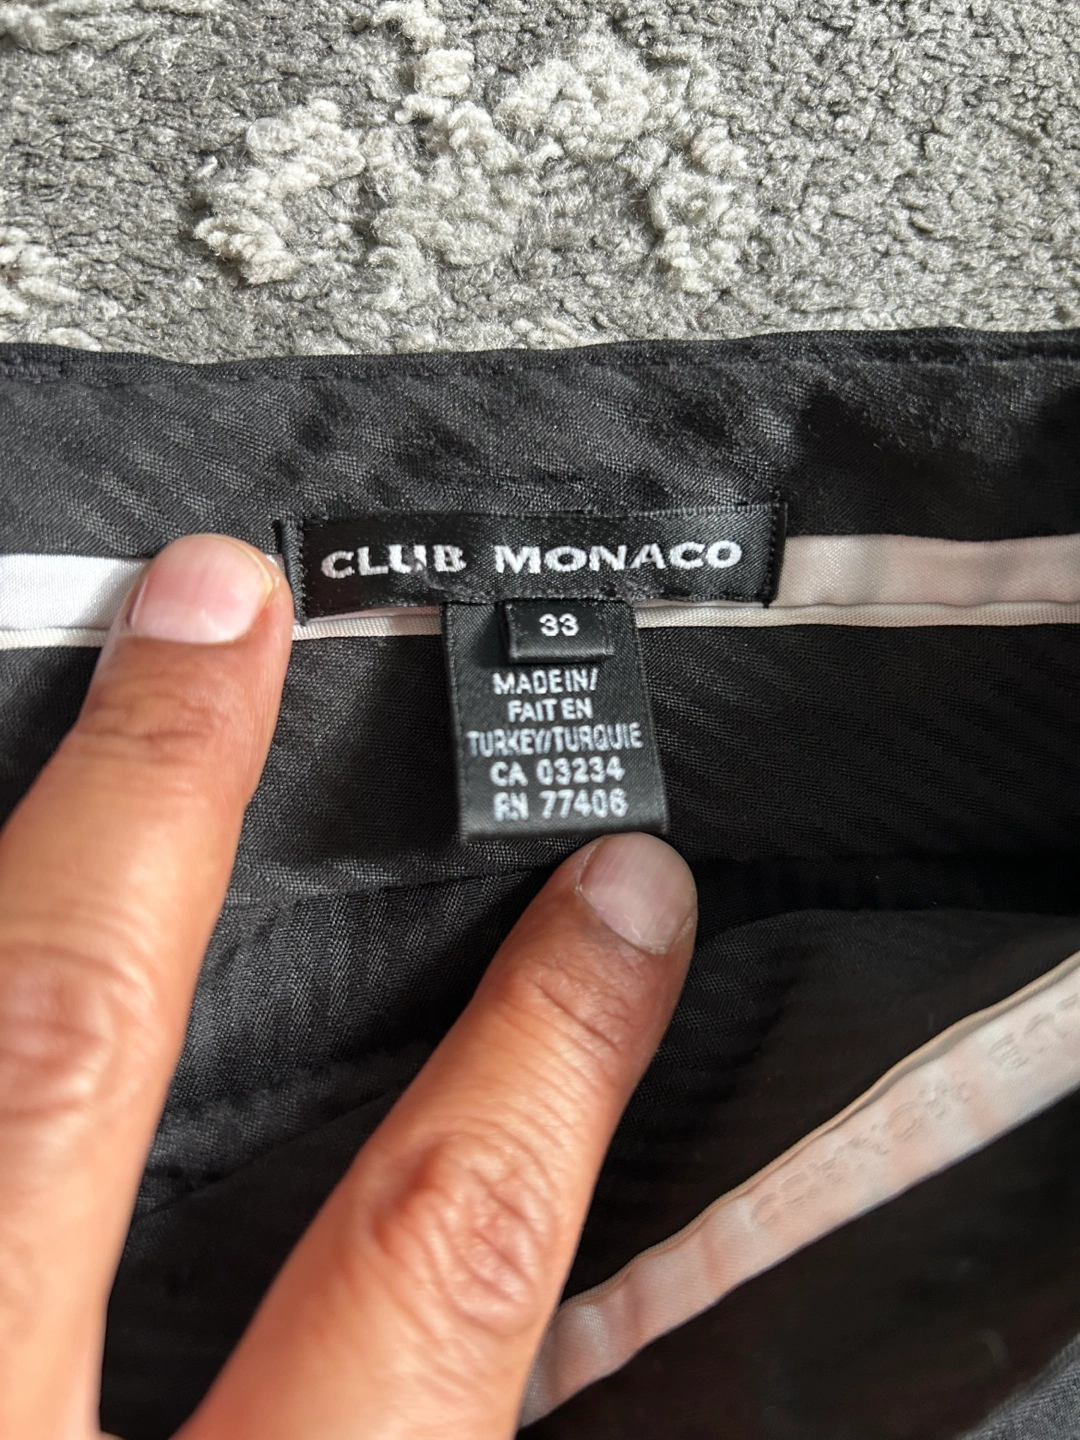 CLUB MONACO
33
MADE IN/
FAIT EN
TURKEY/TURQUIE
CA 03234
RN 77406